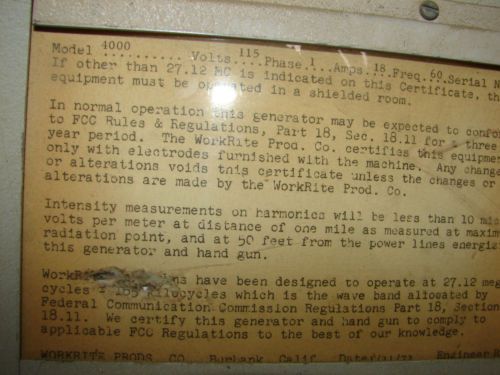 Model 4000 .......... Volts 115 Phase 1 .... Amps. 18 Freq. 60 Serial N
If other than 27.12 MC is indicated on this Certificate, th
equipment must be operated in a shielded room.
In normal operation this generator may be expected to confo
to FCC Rules & Regulations, Part 18, Sec. 18.11 for a three
year period. The WorkRite Prod. Co. certifies this equipme
only with electrodes furnished with the machine. Any change
or alterations voids this certificate unless the changes or
alterations are made by the WorkRite Prod. Co.
Intensity measurements on harmonics will be less than 10 mic
volts per meter at distance of one mile as measured at maxim
radiation point, and at 50 feet from the power lines energiz
this generator and hand gun.
WorkRi ns have been designed to operate at 27.12 meg
cycles kilocycles which is the wave band allocated by
Federal Communication Commission Regulations Part 18, Section
18.11. We certify this generator and hand gun to comply to
applicable FCC Regulations to the best of our knowledge.
WORKRITE PRODS CO. Burbank, Calif. Date Engineer